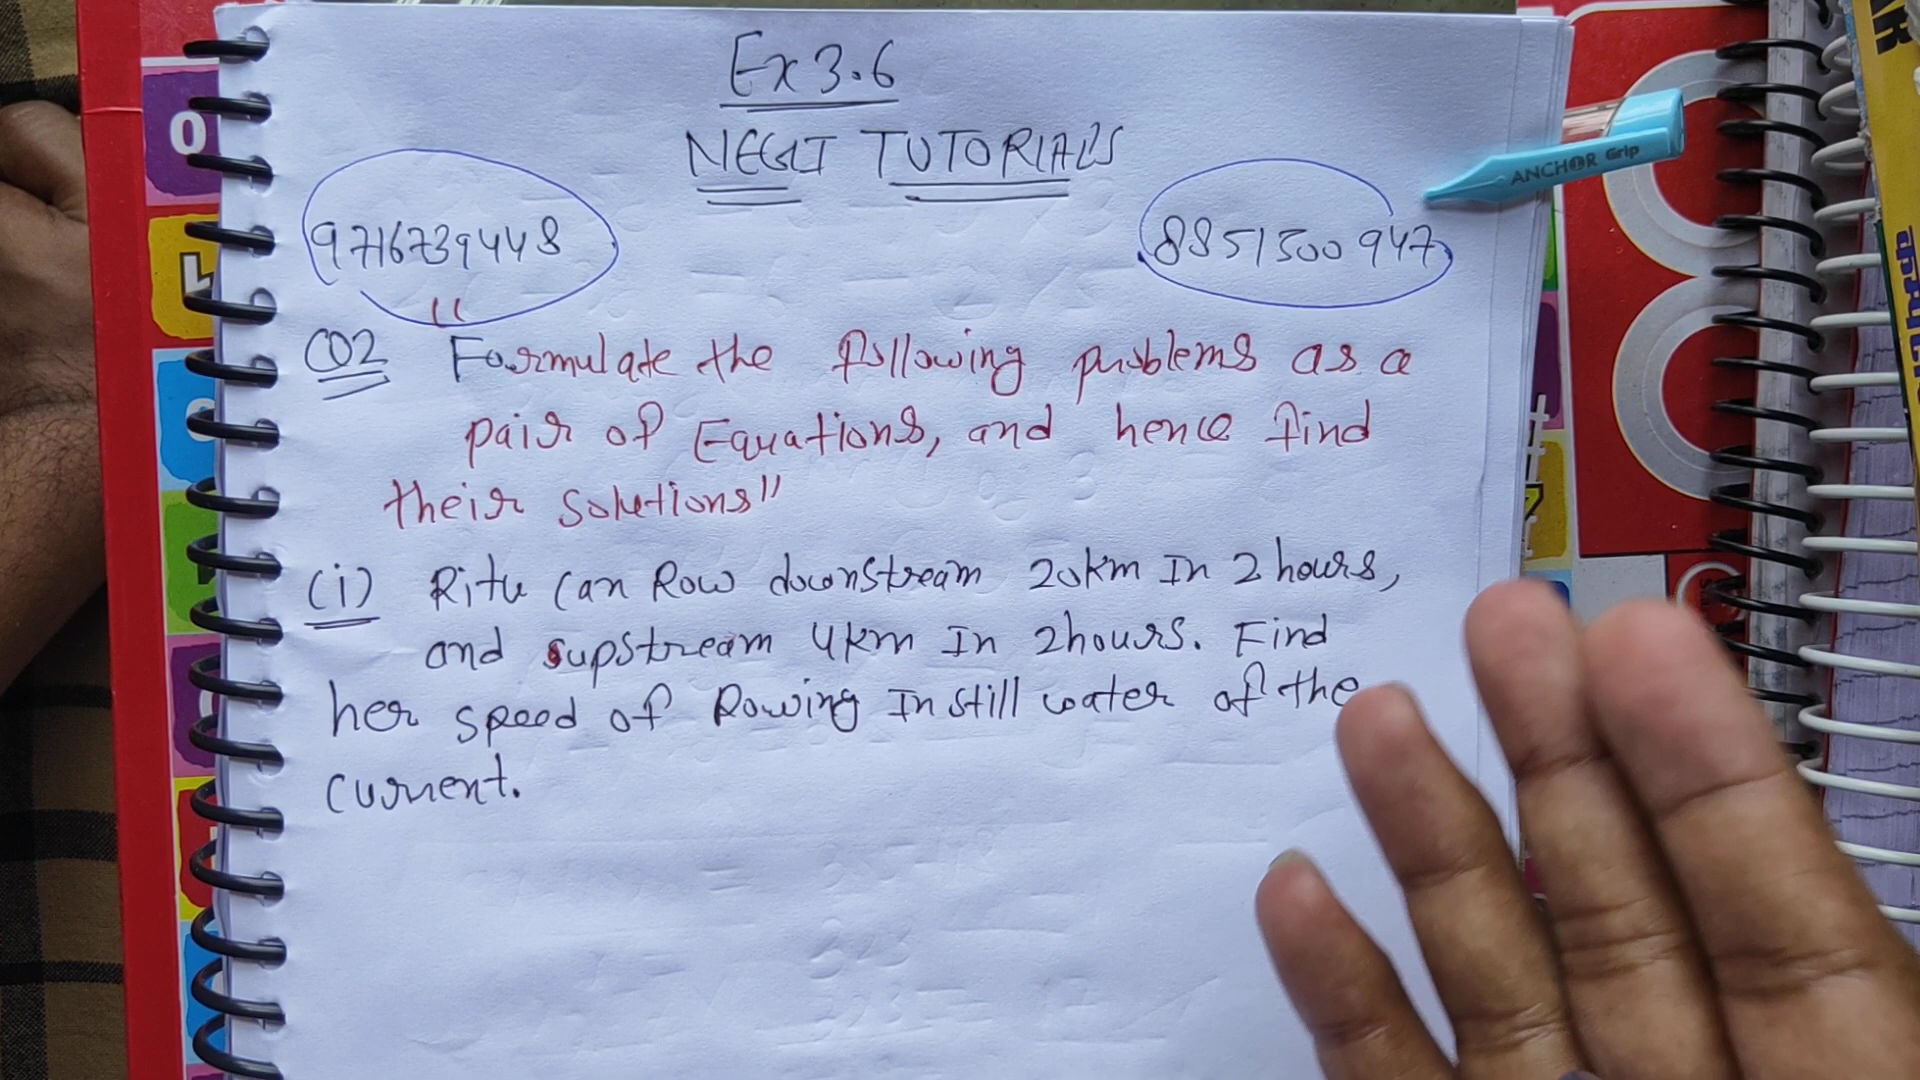 Ex 3.6
NEGI TUTORIALS
9716739448
8851500947
ANCHOR Grip
Q2 "Formulate the following problems as a
pair of Equations, and hence find
their solutions"
(i) Ritu can Row downstream 20km In 2 hours,
and supstream 4km In 2hours. Find
her speed of Rowing In still water of the
current.